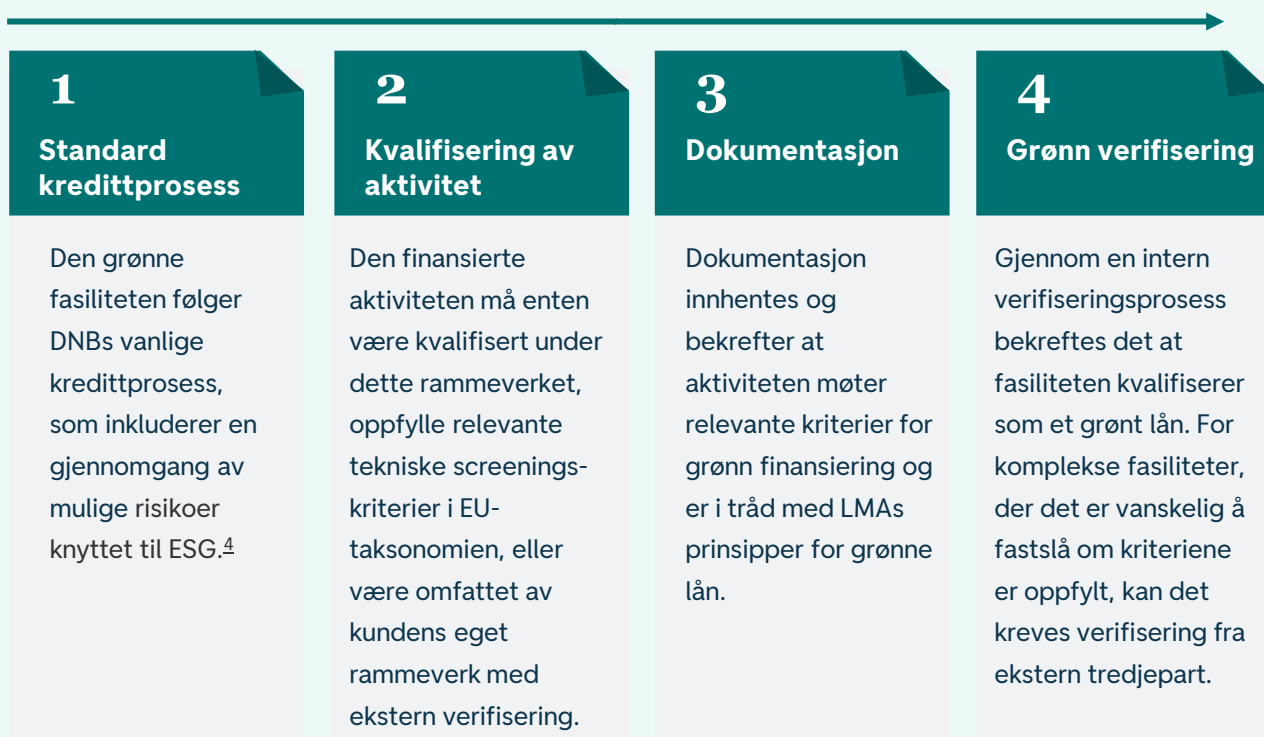 1
Standard
kredittprosess
Den grønne
fasiliteten følger
DNBs vanlige
kredittprosess,
som inkluderer en
gjennomgang av
mulige risikoer
knyttet til ESG.4
2
Kvalifisering av
aktivitet
Den finansierte
aktiviteten må enten
være kvalifisert under
dette rammeverket,
oppfylle relevante
tekniske screenings-
kriterier i EU-
taksonomien, eller
være omfattet av
kundens eget
rammeverk med
ekstern verifisering.
3
Dokumentasjon
Dokumentasjon
innhentes og
bekrefter at
aktiviteten møter
relevante kriterier for
grønn finansiering og
er i tråd med LMAs
prinsipper for grønne
lån.
4
Grønn verifisering
Gjennom en intern
verifiseringsprosess
bekreftes det at
fasiliteten kvalifiserer
som et grønt lån. For
komplekse fasiliteter,
der det er vanskelig å
fastslå om kriteriene
er oppfylt, kan det
kreves verifisering fra
ekstern tredjepart.